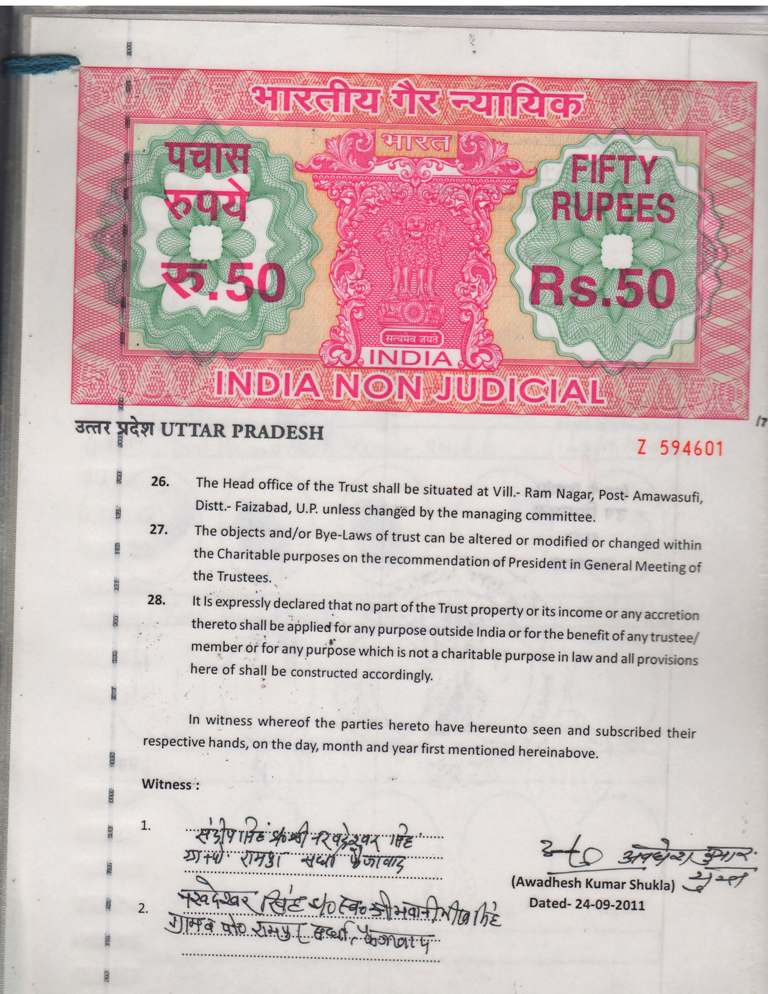 भारतीय गैर न्यायिक
भारत
पचास
रुपये
रु.50
FIFTY
RUPEES
Rs.50
सत्यमेव जयते
INDIA
INDIA NON JUDICIAL
उत्तर प्रदेश UTTAR PRADESH
Z 594601
26. The Head office of the Trust shall be situated at Vill.- Ram Nagar, Post- Amawasufi,
Distt.- Faizabad, U.P. unless changed by the managing committee.
27. The objects and/or Bye-Laws of trust can be altered or modified or changed within
the Charitable purposes on the recommendation of President in General Meeting of
the Trustees.
28. It Is expressly declared that no part of the Trust property or its income or any accretion
thereto shall be applied for any purpose outside India or for the benefit of any trustee/
member or for any purpose which is not a charitable purpose in law and all provisions
here of shall be constructed accordingly.
In witness whereof the parties hereto have hereunto seen and subscribed their
respective hands, on the day, month and year first mentioned hereinabove.
Witness :
1. संदीप सिंह
फैजाबाद
2. सिंह
अवधेश कुमार
शुक्ल
(Awadhesh Kumar Shukla)
Dated- 24-09-2011